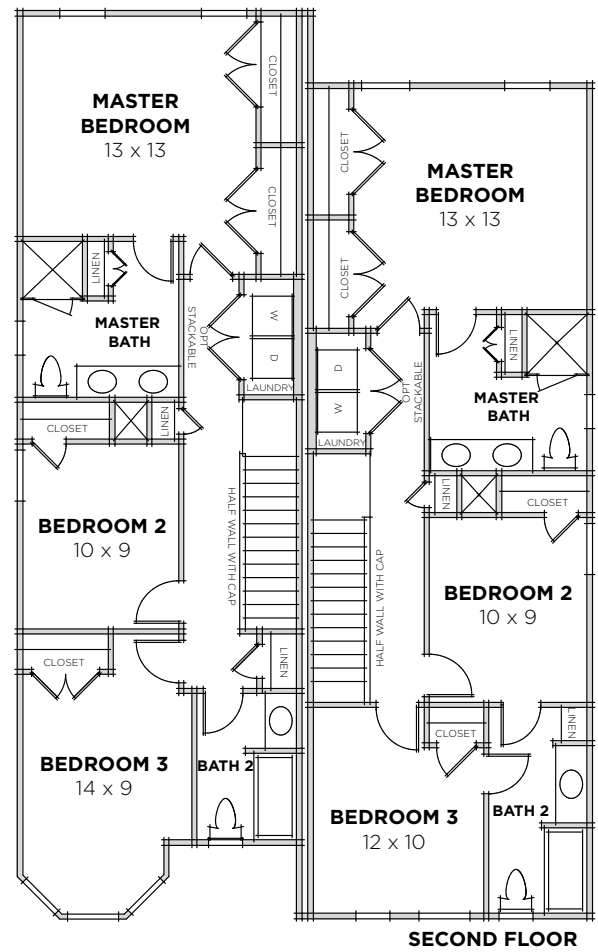 MASTER
BEDROOM
13 x 13
CLOSET
CLOSET
LINEN
MASTER
BATH
OPT
STACKABLE
W
D
LAUNDRY
CLOSET
LINEN
BEDROOM 2
10 x 9
HALF WALL WITH CAP
CLOSET
LINEN
BEDROOM 3
14 x 9
BATH 2
CLOSET
MASTER
BEDROOM
13 x 13
CLOSET
D
W
LAUNDRY
OPT
STACKABLE
LINEN
MASTER
BATH
LINEN
CLOSET
HALF WALL WITH CAP
BEDROOM 2
10 x 9
CLOSET
LINEN
BEDROOM 3
12 x 10
BATH 2
SECOND FLOOR